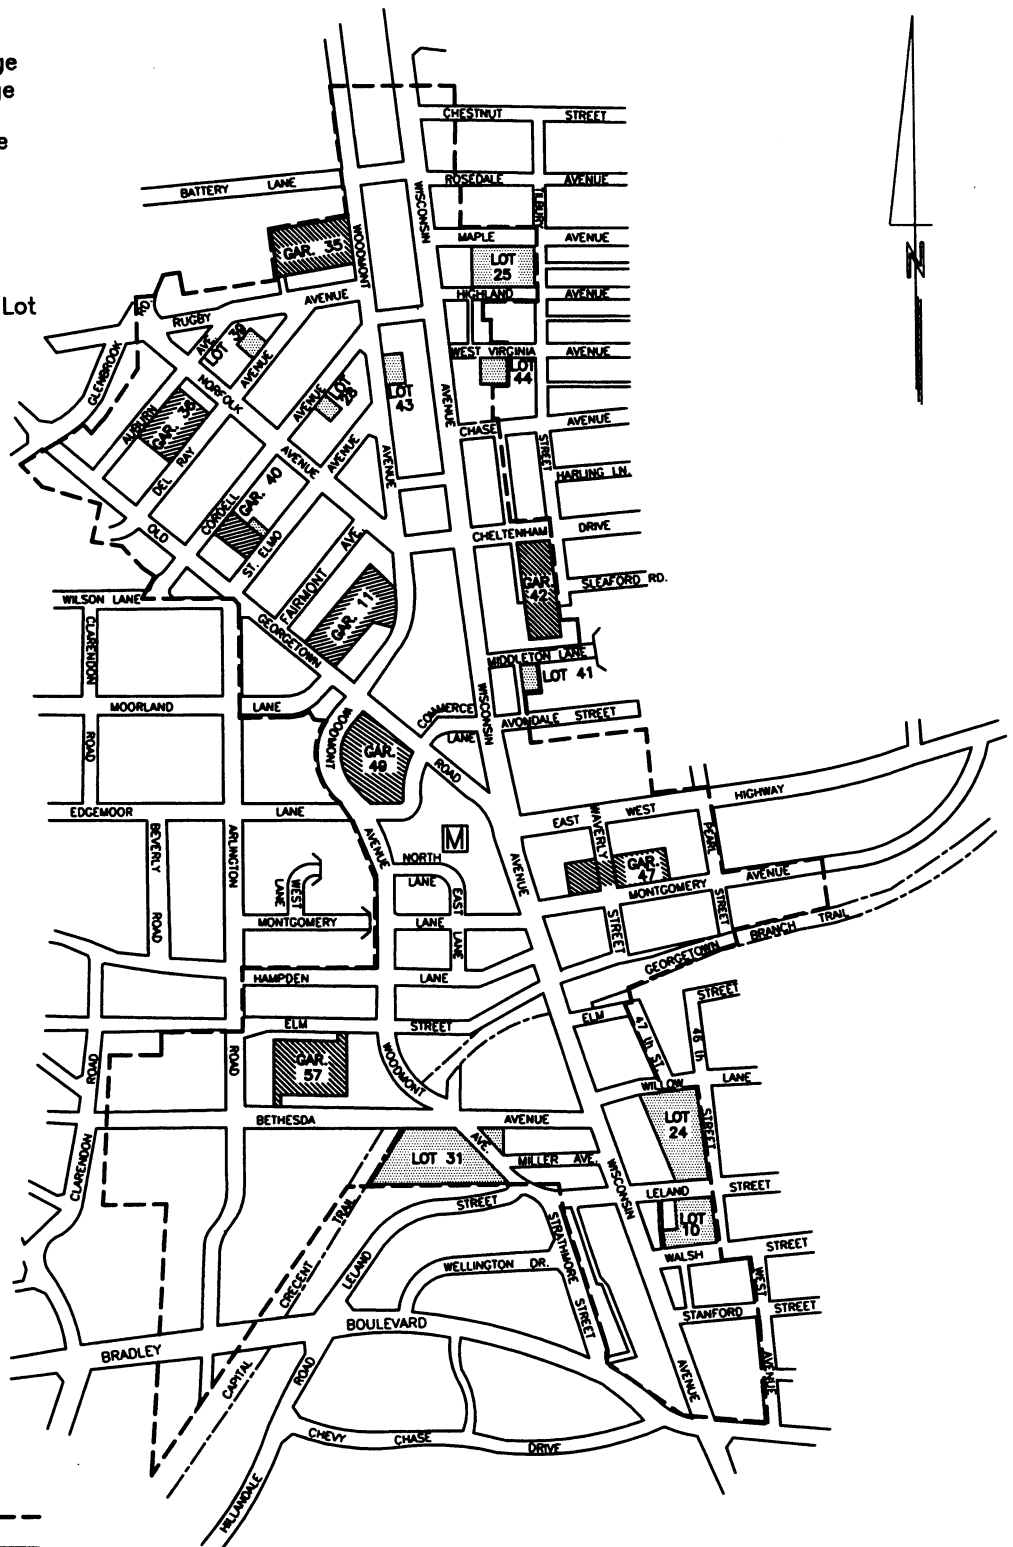 ge
ge
e
Lot
CHESTNUT STREET
BATTERY LANE
ROSEDALE AVENUE
WISCONSIN
TILBURY
WOODMONT
MAPLE AVENUE
GAR. 35
LOT
25
HIGHLAND AVENUE
AVENUE
RUGBY
AVE
LOT 39
AVENUE
GLENBROOK
NORFOLK
WEST VIRGINIA AVENUE
LOT
44
LOT
43
AVENUE
LOT
28
AVENUE
AUBURN
GAR. 36
DEL RAY
CHASE AVENUE
AVENUE
AVENUE
AVENUE
STREET
HARLING LN.
CORDELL
GAR. 40
OLD
ST. ELMO
AVE.
CHELTENHAM DRIVE
FAIRMONT
GAR.
42
SLEAFORD RD.
WILSON LANE
GAR. 11
GEORGETOWN
CLARENDON
MIDDLETON LANE
LOT 41
MOORLAND LANE
WISCONSIN
COMMERCE
LANE
AVONDALE STREET
WOODMONT
GAR.
49
ROAD
ROAD
EDGEMOOR LANE
EAST WEST HIGHWAY
WAVERLY
PEARL
BEVERLY
ARLINGTON
AVENUE
M
AVENUE
NORTH
LANE
GAR.
47
MONTGOMERY AVENUE
WEST
LANE
EAST
LANE
MONTGOMERY LANE
ROAD
STREET
STREET
GEORGETOWN BRANCH TRAIL
HAMPDEN LANE
STREET
ELM STREET
ELM
47 th ST.
46 th
ROAD
ROAD
GAR.
57
WOODMONT
WILLOW LANE
LOT
24
STREET
BETHESDA AVENUE
AVE.
LOT 31
MILLER AVE.
CLARENDON
WISCONSIN
LELAND STREET
LOT
10
TRAIL
STREET
STRATHMORE
WALSH STREET
CRECENT
LELAND
WELLINGTON DR.
WEST
STREET
STANFORD STREET
BOULEVARD
BRADLEY
CAPITAL
ROAD
AVENUE
AVENUE
CHEVY CHASE DRIVE
HILLANDALE
N